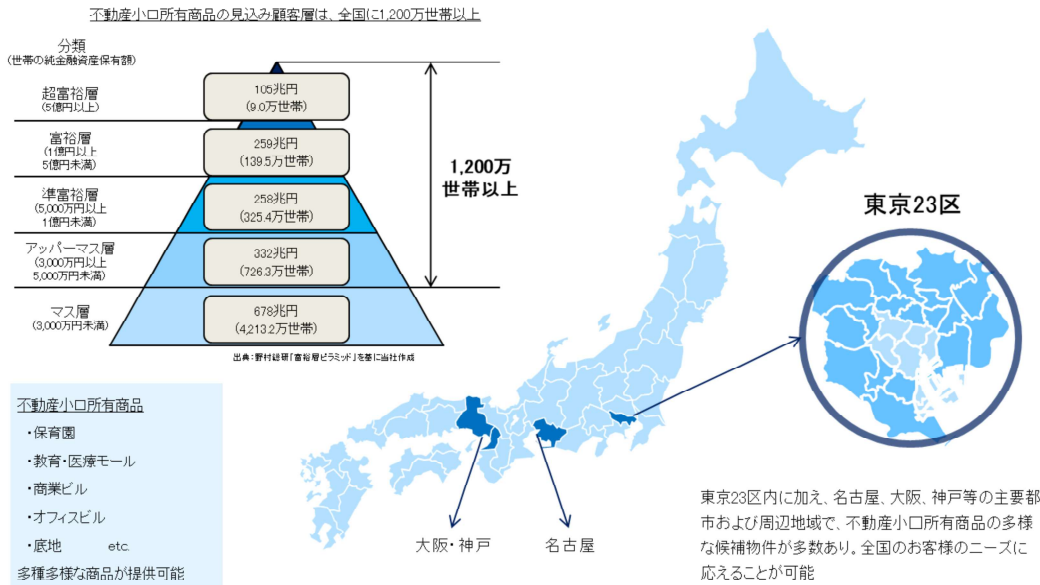 不動産小口所有商品の見込み顧客層は、全国に1,200万世帯以上
分類
(世帯の純金融資産保有額)
超富裕層
(5億円以上)
105兆円
(9.0万世帯)
富裕層
(1億円以上
5億円未満)
259兆円
(139.5万世帯)
準富裕層
(5,000万円以上
1億円未満)
258兆円
(325.4万世帯)
アッパーマス層
(3,000万円以上
5,000万円未満)
332兆円
(726.3万世帯)
マス層
(3,000万円未満)
678兆円
(4,213.2万世帯)
1,200万
世帯以上
出典：野村総研「富裕層ピラミッド」を基に当社作成
不動産小口所有商品
・保育園
・教育・医療モール
・商業ビル
・オフィスビル
・底地 etc.
多種多様な商品が提供可能
東京23区
大阪・神戸
名古屋
東京23区内に加え、名古屋、大阪、神戸等の主要都
市および周辺地域で、不動産小口所有商品の多様
な候補物件が多数あり。全国のお客様のニーズに
応えることが可能